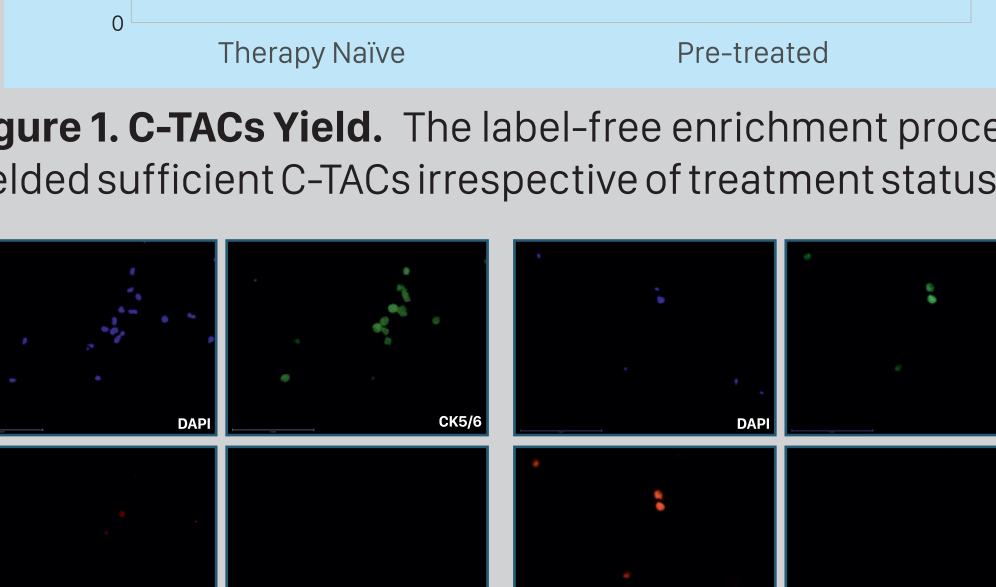 0
Therapy Naïve Pre-treated
gure 1. C-TACs Yield. The label-free enrichment proce
elded sufficient C-TACs irrespective of treatment status
DAPI CK5/6 DAPI